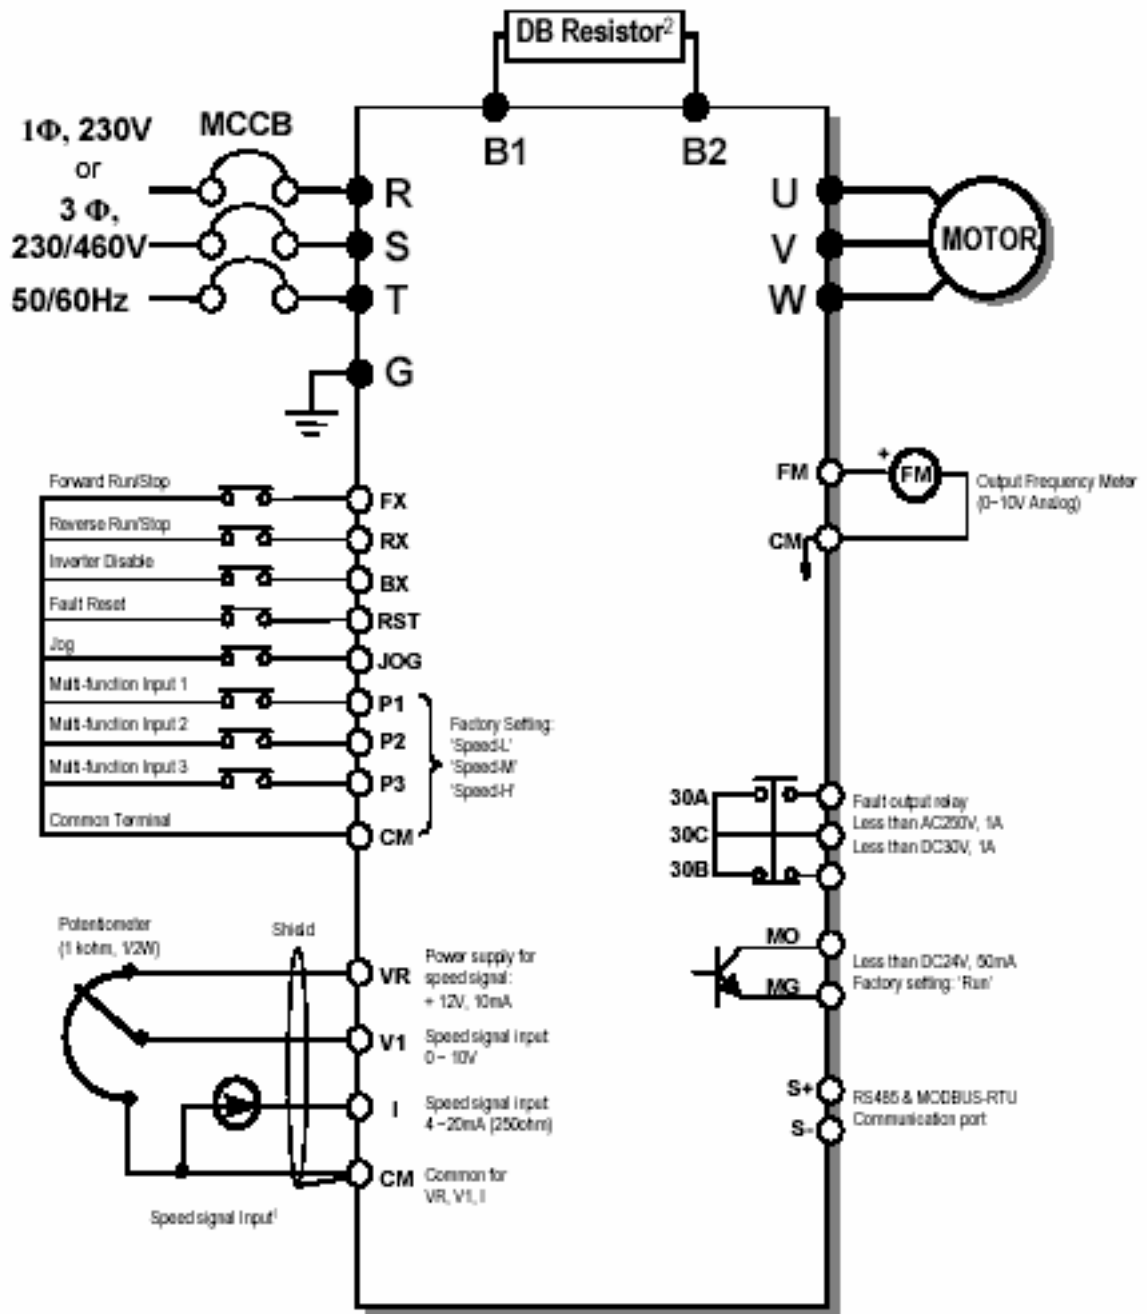 DB Resistor²
B1
B2
1Φ, 230V
or
3 Φ,
230/460V
50/60Hz
MCCB
R
S
T
G
U
V
W
MOTOR
Forward Run/Stop
FX
Reverse Run/Stop
RX
Inverter Disable
BX
Fault Reset
RST
Jog
JOG
Multi-function Input 1
P1
Multi-function Input 2
P2
Multi-function Input 3
P3
Common Terminal
CM
Factory Setting:
'Speed-L'
'Speed-M'
'Speed-H'
FM
+
FM
CM
Output Frequency Meter
(0~10V Analog)
30A
30C
30B
Fault output relay
Less than AC250V, 1A
Less than DC30V, 1A
MO
MG
Less than DC24V, 50mA
Factory setting: 'Run'
S+
S-
RS485 & MODBUS-RTU
Communication port
Potentiometer
(1 kohm, 1/2W)
Shield
VR
Power supply for
speed signal:
+ 12V, 10mA
V1
Speed signal input:
0 ~ 10V
I
Speed signal input:
4 ~20mA (250ohm)
CM
Common for
VR, V1, I
Speed signal Input¹